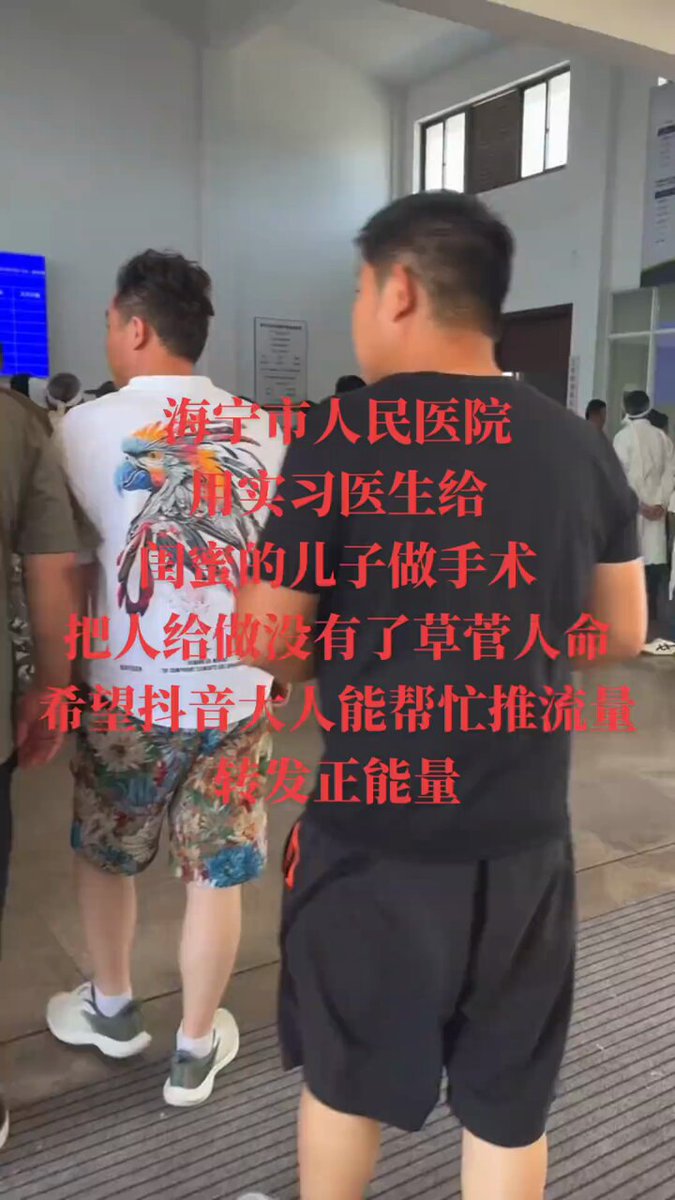 海宁市人民医院
用实习医生给
闺蜜的儿子做手术
把人给做没有了草菅人命
希望抖音大人能帮忙推流量
转发正能量